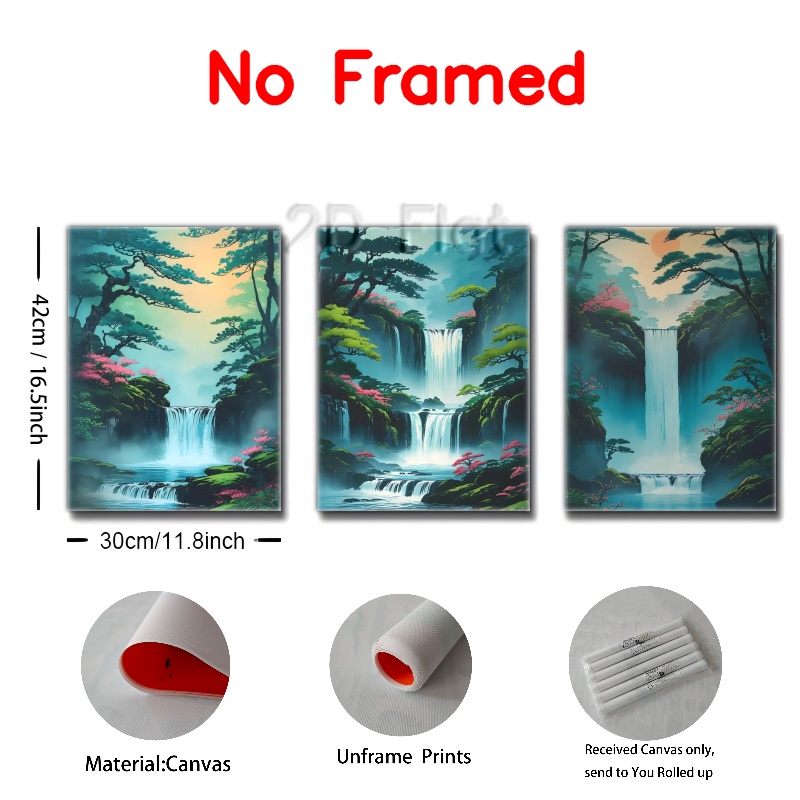 No Framed
2D Flat
42cm / 16.5inch
30cm/11.8inch
Material:Canvas
Unframe Prints
Received Canvas only,
send to You Rolled up